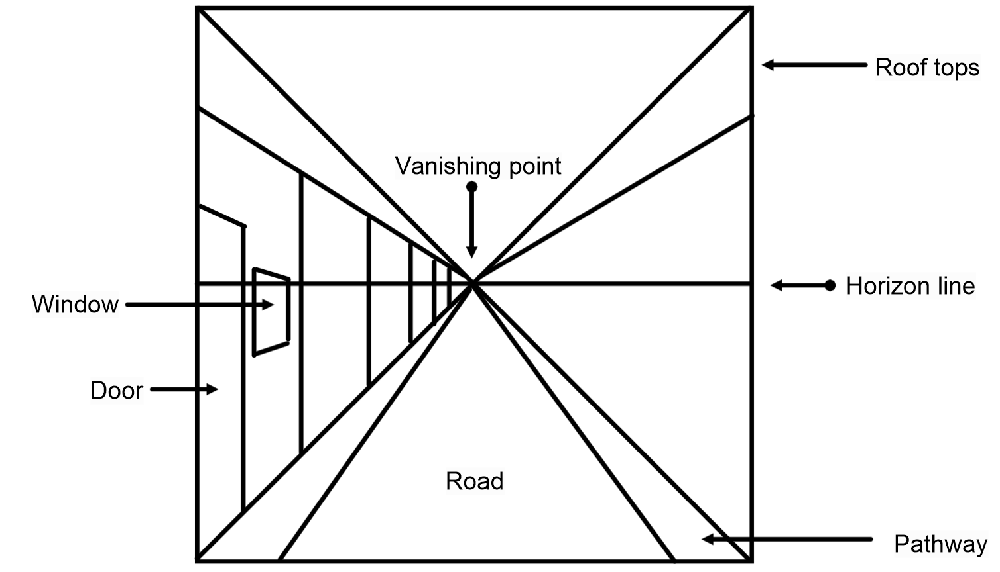 Roof tops
Vanishing point
Horizon line
Window
Door
Road
Pathway